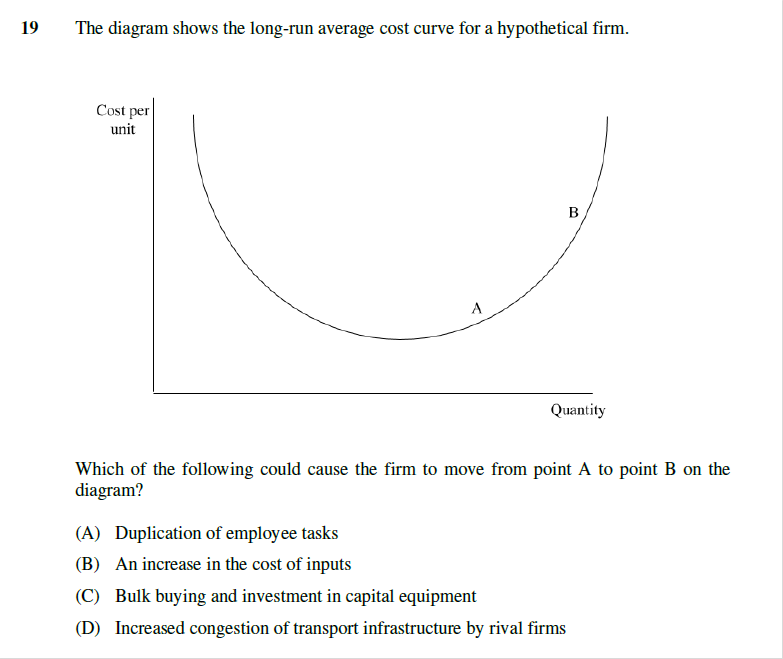 19 The diagram shows the long-run average cost curve for a hypothetical firm.
Cost per
unit
B
A
Quantity
Which of the following could cause the firm to move from point A to point B on the
diagram?
(A) Duplication of employee tasks
(B) An increase in the cost of inputs
(C) Bulk buying and investment in capital equipment
(D) Increased congestion of transport infrastructure by rival firms